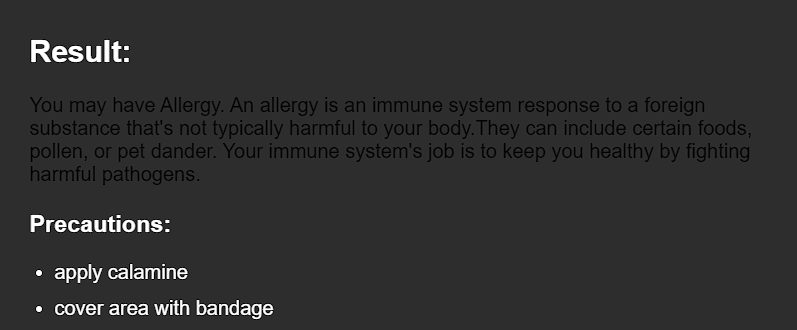 Result:
You may have Allergy. An allergy is an immune system response to a foreign
substance that's not typically harmful to your body.They can include certain foods,
pollen, or pet dander. Your immune system's job is to keep you healthy by fighting
harmful pathogens.
Precautions:
• apply calamine
• cover area with bandage